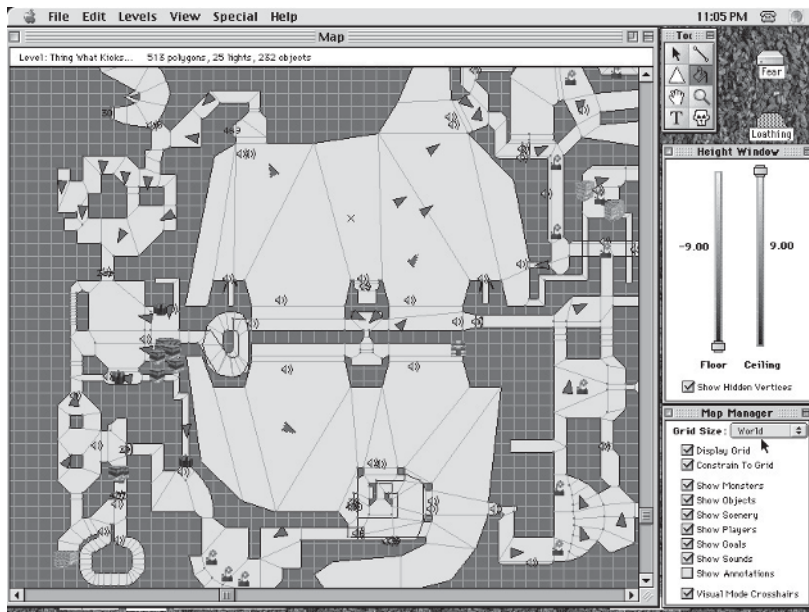 File Edit Levels View Special Help
11:05 PM
Map
Level: Thing What Kicks... 513 polygons, 25 lights, 232 objects
30
Fear
Loathing
T
Height Window
-9.00
9.00
Floor Ceiling
Show Hidden Vertices
Map Manager
Grid Size: World
Display Grid
Constrain To Grid
Show Monsters
Show Objects
Show Scenery
Show Players
Show Goals
Show Sounds
Show Annotations
Visual Mode Crosshairs